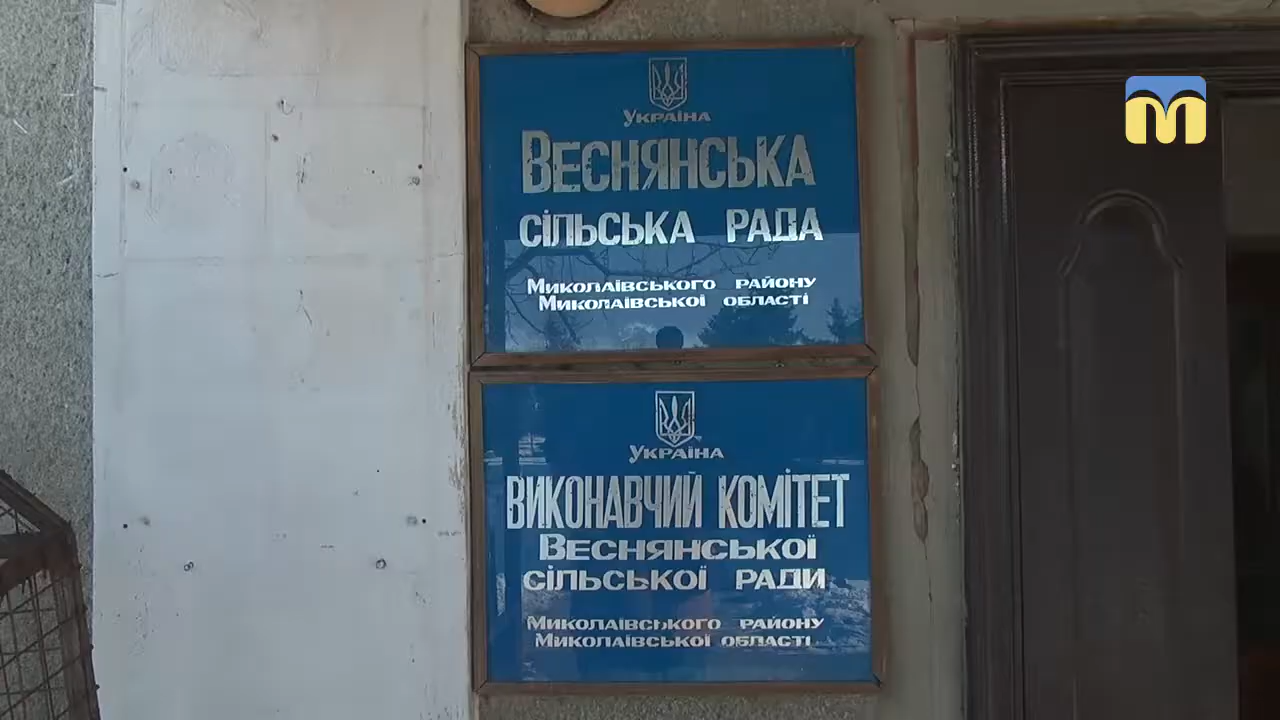 Україна
Веснянська
сільська рада
Миколаївського району
Миколаївської області
Україна
виконавчий комітет
Веснянської
сільської ради
Миколаївського району
Миколаївської області
M